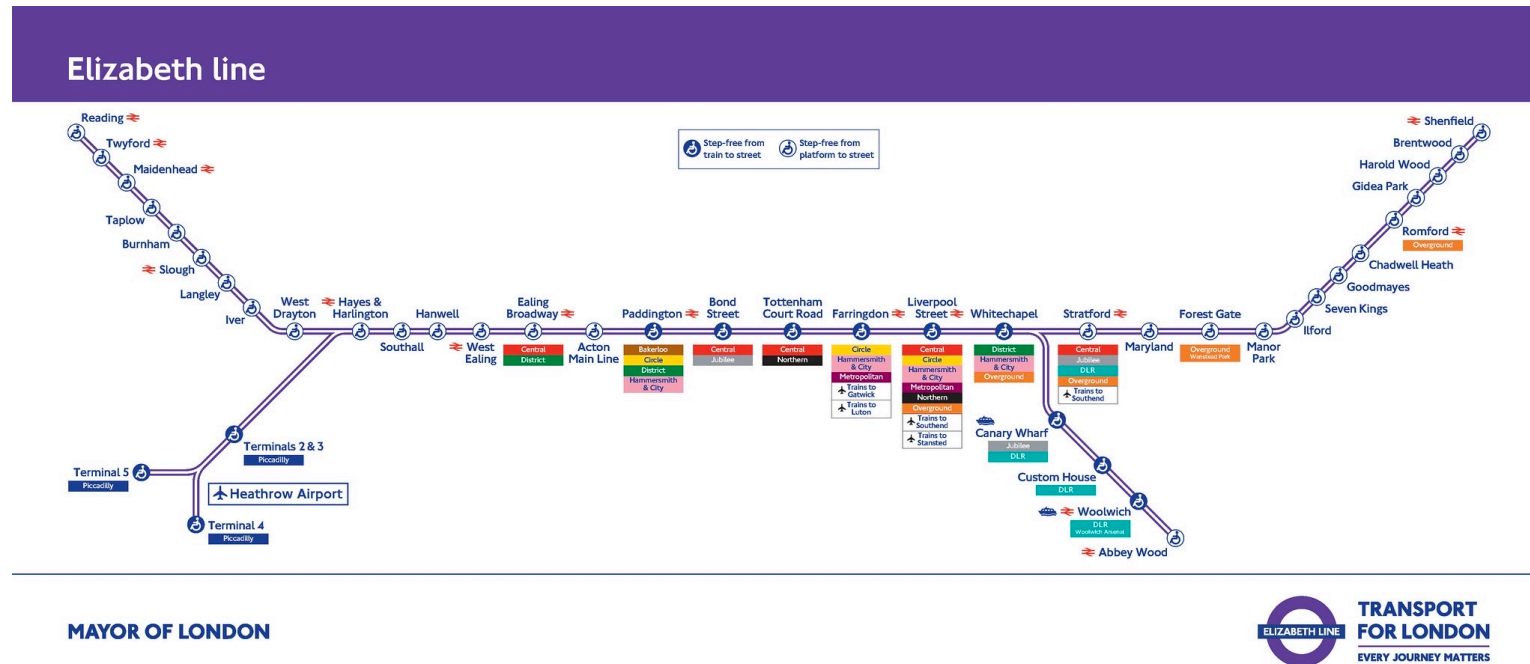 Elizabeth line
Step-free from
train to street
Step-free from
platform to street
Reading
Twyford
Maidenhead
Taplow
Burnham
Slough
Langley
Iver
West
Drayton
Hayes &
Harlington
Southall
Hanwell
West
Ealing
Ealing
Broadway
Central
District
Acton
Main Line
Paddington
Bakerloo
Circle
District
Hammersmith
& City
Bond
Street
Central
Jubilee
Tottenham
Court Road
Central
Northern
Farringdon
Circle
Hammersmith
& City
Metropolitan
Trains to
Gatwick
Trains to
Luton
Liverpool
Street
Central
Circle
Hammersmith
& City
Metropolitan
Northern
Overground
Trains to
Southend
Trains to
Stansted
Whitechapel
District
Hammersmith
& City
Overground
Stratford
Central
Jubilee
DLR
Overground
Trains to
Southend
Maryland
Forest Gate
Overground
Wanstead Park
Manor
Park
Ilford
Seven Kings
Goodmayes
Chadwell Heath
Romford
Overground
Gidea Park
Harold Wood
Brentwood
Shenfield
Canary Wharf
Jubilee
DLR
Custom House
DLR
Woolwich
DLR
Woolwich Arsenal
Abbey Wood
Terminals 2 & 3
Piccadilly
Terminal 5
Piccadilly
Heathrow Airport
Terminal 4
Piccadilly
MAYOR OF LONDON
ELIZABETH LINE
TRANSPORT
FOR LONDON
EVERY JOURNEY MATTERS